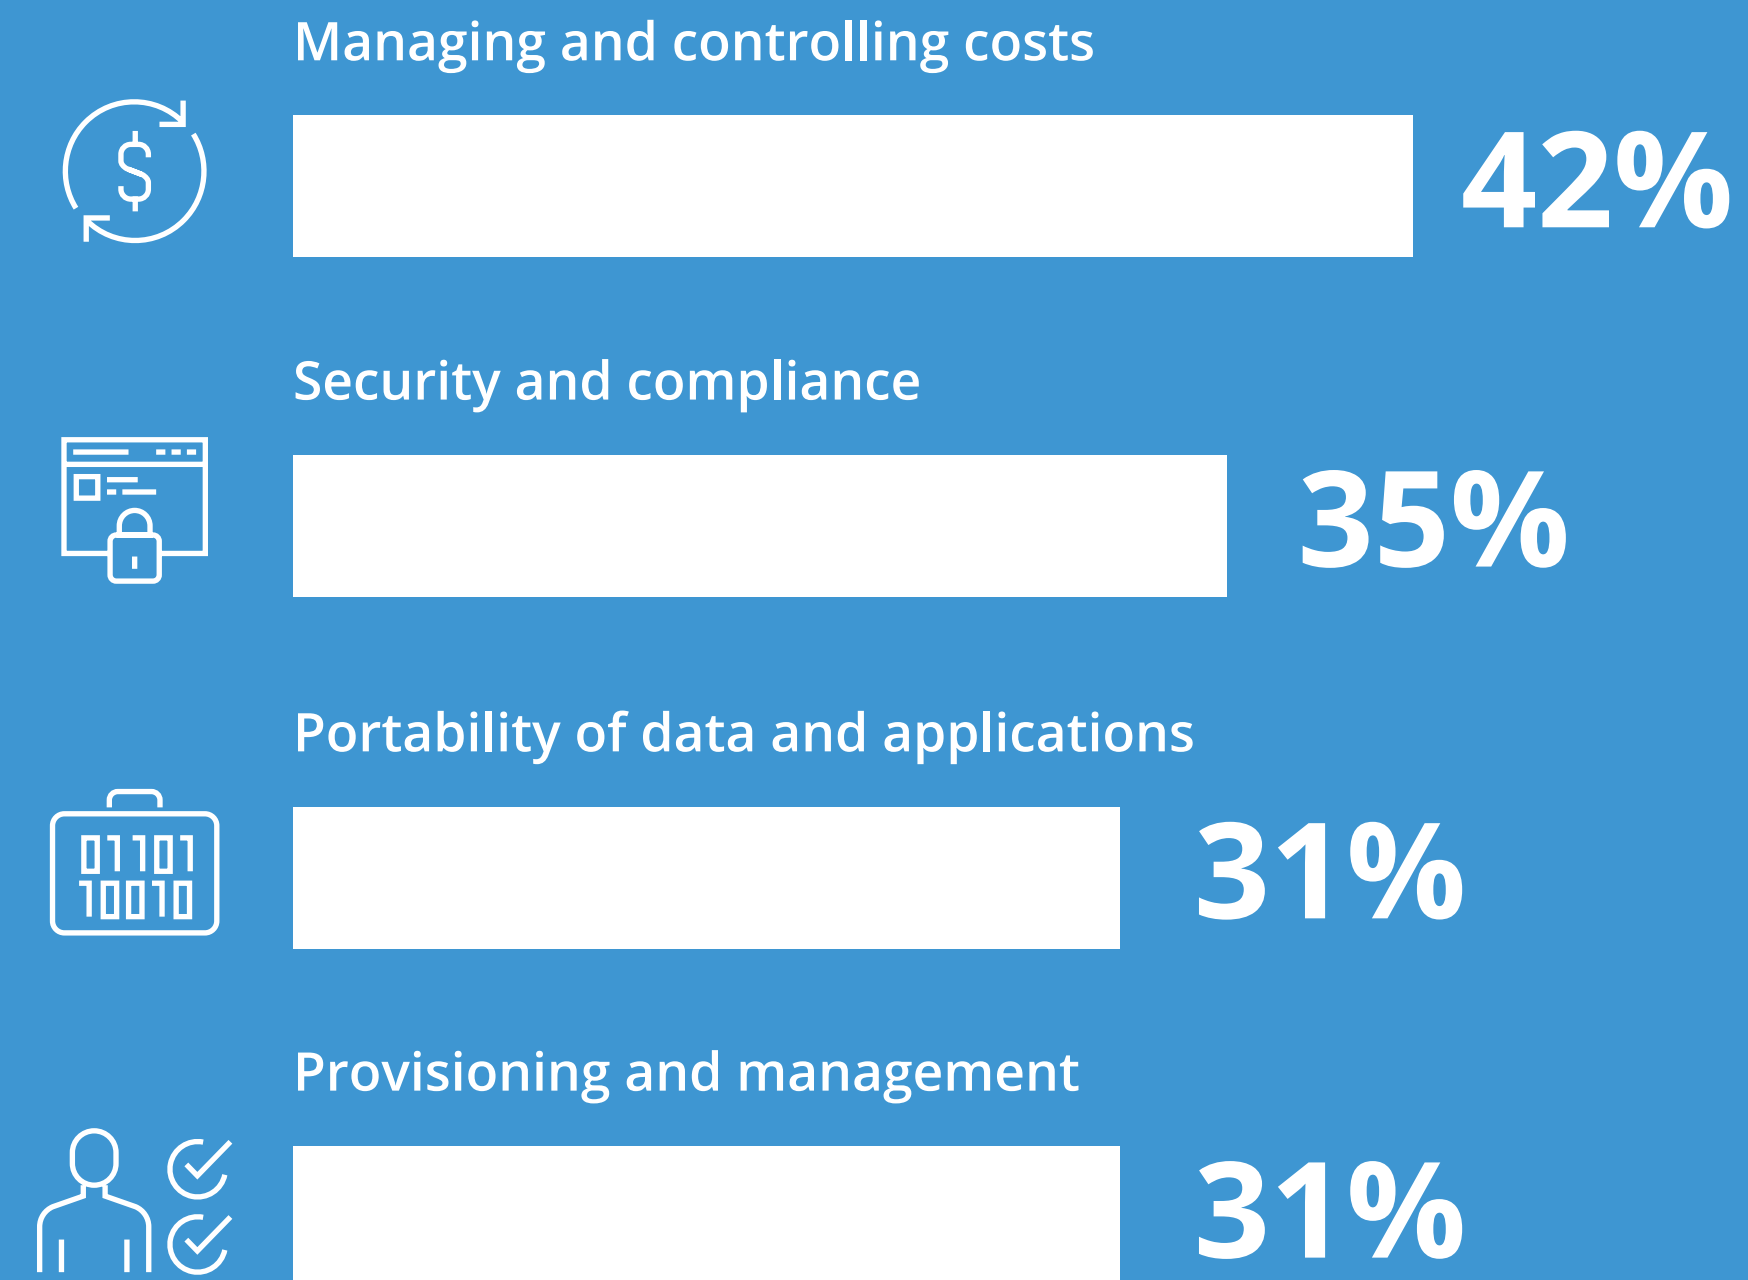 Managing and controlling costs
42%
Security and compliance
35%
Portability of data and applications
01101
10010
31%
Provisioning and management
31%